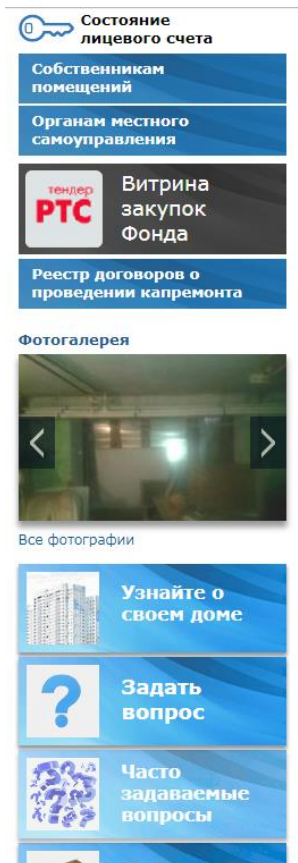 Состояние
лицевого счета
Собственникам
помещений
Органам местного
самоуправления
тендер
РТС
Витрина
закупок
Фонда
Реестр договоров о
проведении капремонта
Фотогалерея
Все фотографии
Узнайте о
своем доме
?
Задать
вопрос
Часто
задаваемые
вопросы